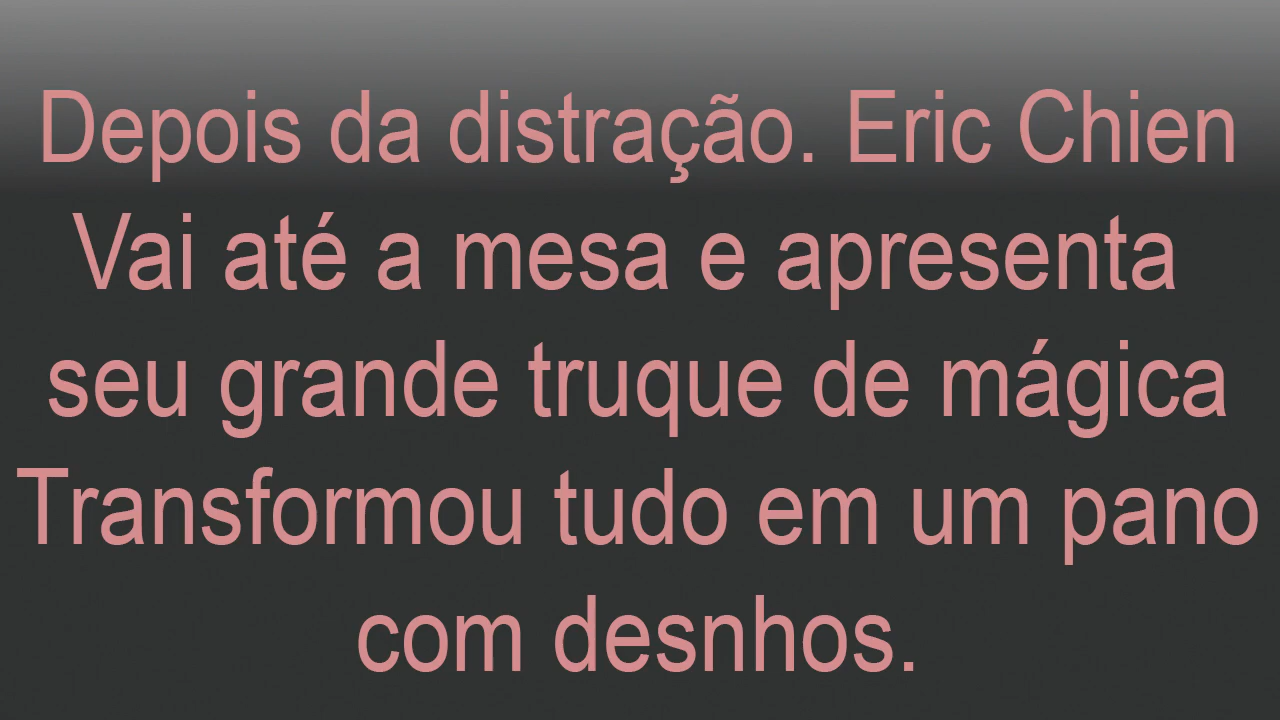 Depois da distração. Eric Chien
Vai até a mesa e apresenta
seu grande truque de mágica
Transformou tudo em um pano
com desnhos.